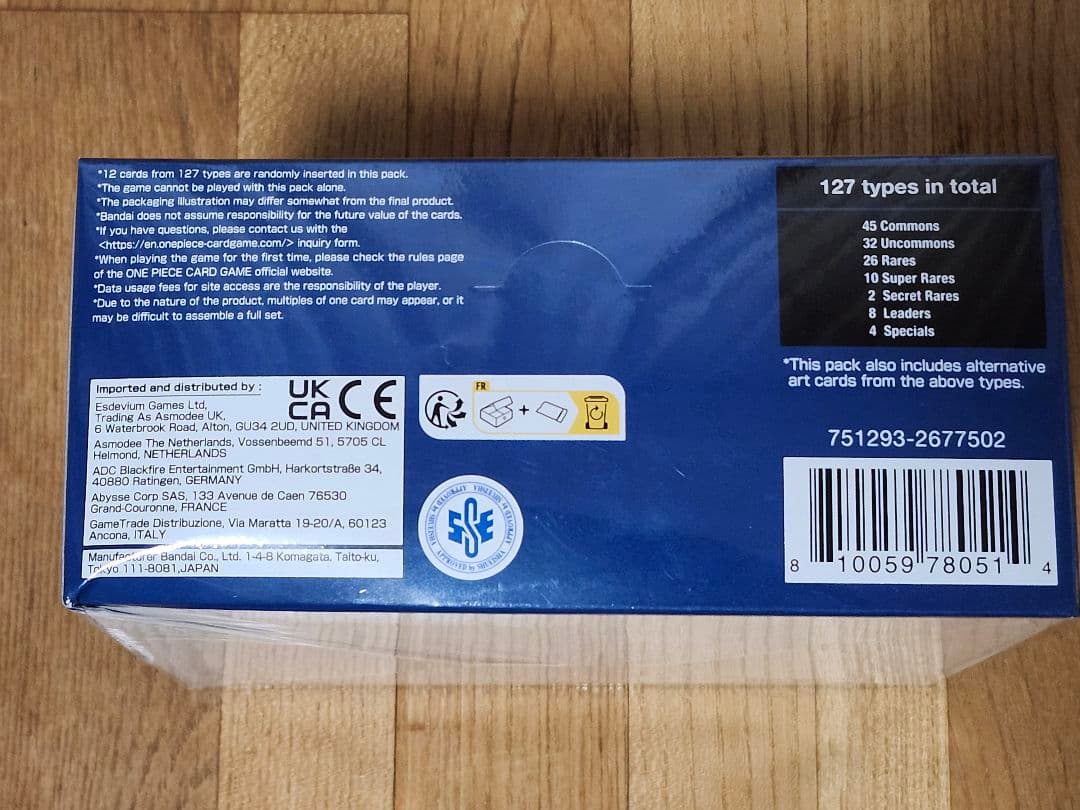 *12 cards from 127 types are randomly inserted in this pack.
*The game cannot be played with this pack alone.
*The packaging illustration may differ somewhat from the final product.
*Bandai does not assume responsibility for the future value of the cards.
*If you have questions, please contact us with the
<https://en.onepiece-cardgame.com/> inquiry form.
*When playing the game for the first time, please check the rules page
of the ONE PIECE CARD GAME official website.
*Data usage fees for site access are the responsibility of the player.
*Due to the nature of the product, multiples of one card may appear, or it
may be difficult to assemble a full set.
127 types in total
45 Commons
32 Uncommons
26 Rares
10 Super Rares
2 Secret Rares
8 Leaders
4 Specials
*This pack also includes alternative
art cards from the above types.
Imported and distributed by :
UK
CA CE
Esdevium Games Ltd,
Trading As Asmodee UK,
6 Waterbrook Road, Alton, GU34 2UD, UNITED KINGDOM
Asmodee The Netherlands, Vossenbeemd 51, 5705 CL
Helmond, NETHERLANDS
ADC Blackfire Entertainment GmbH, Harkortstraße 34,
40880 Ratingen, GERMANY
Abysse Corp SAS, 133 Avenue de Caen 76530
Grand-Couronne, FRANCE
GameTrade Distribuzione, Via Maratta 19-20/A, 60123
Ancona, ITALY
Manufacturer Bandai Co., Ltd. 1-4-8 Komagata, Taito-ku,
Tokyo 111-8081,JAPAN
FR
+
751293-2677502
8 10059 78051 4